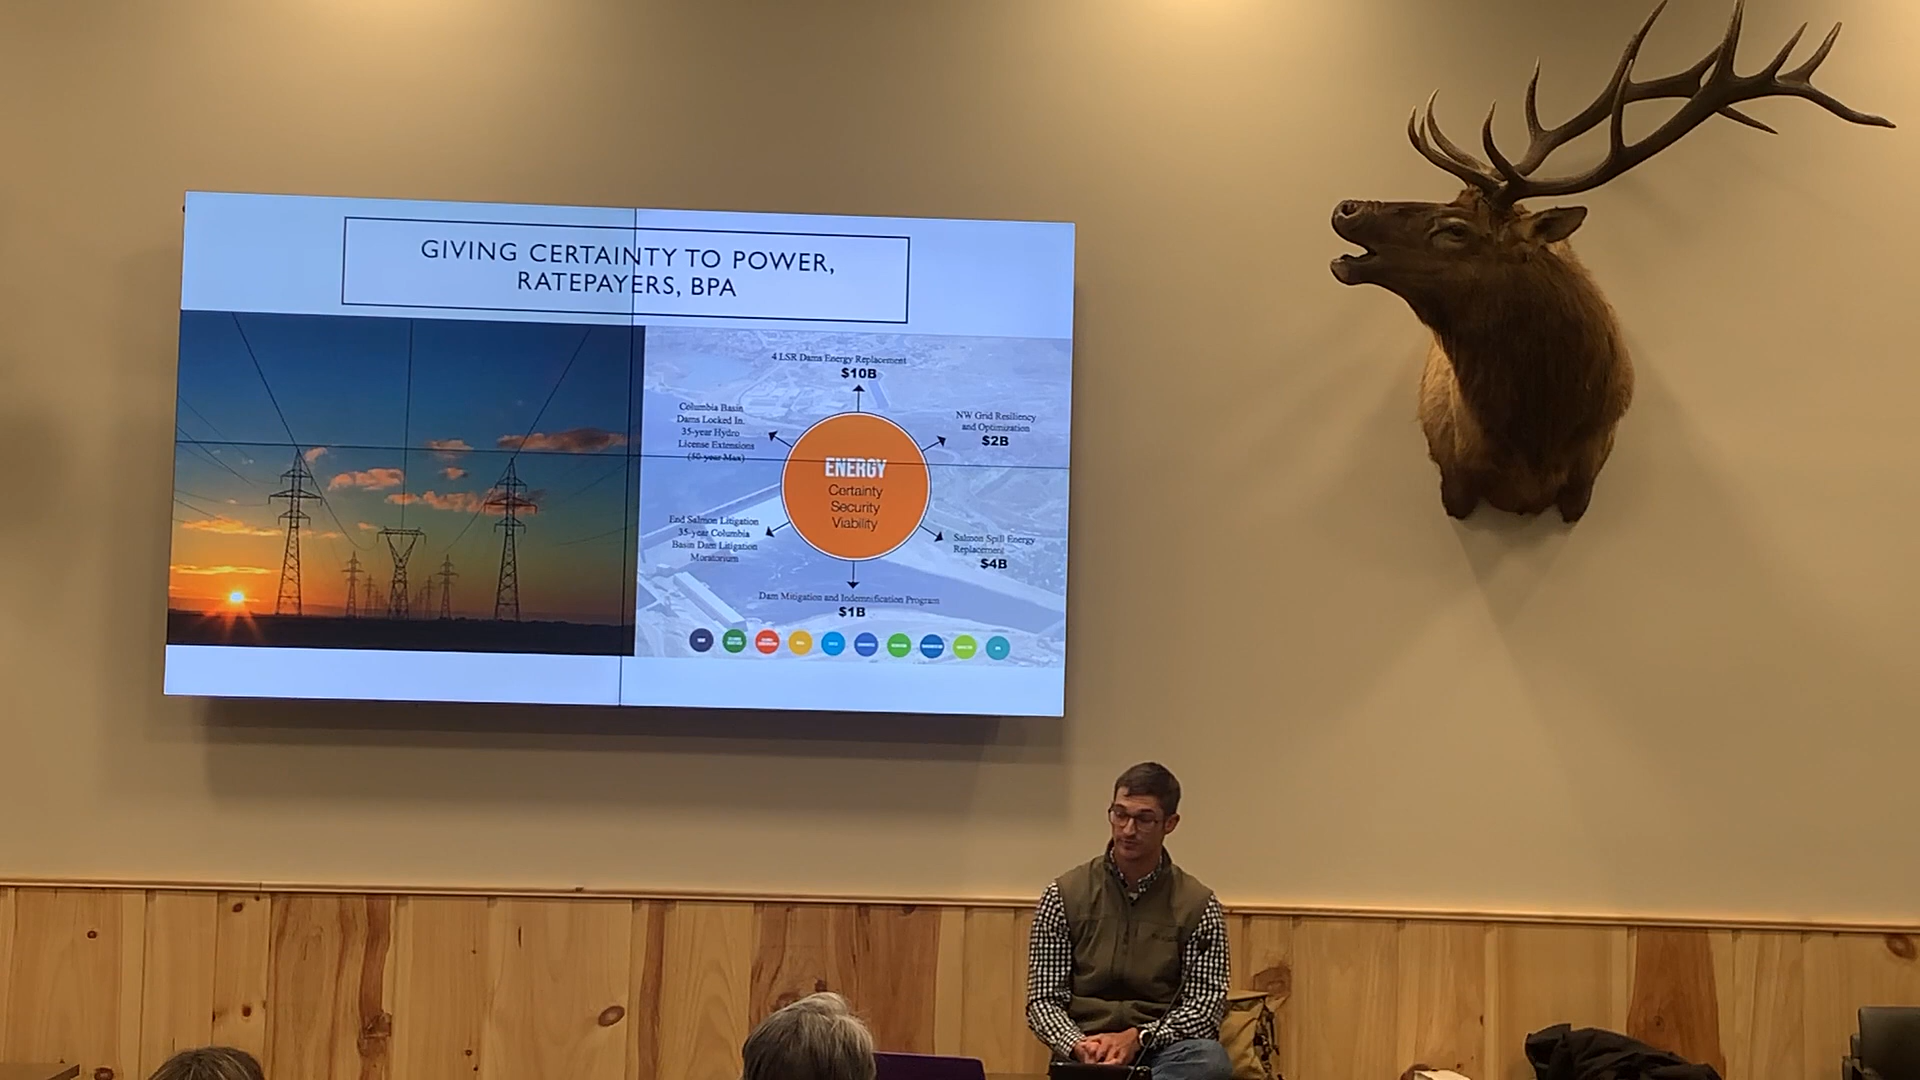 GIVING CERTAINTY TO POWER,
RATEPAYERS, BPA
4 LSR Dams Energy Replacement
$10B
Columbia Basin
Dams Locked In.
35-year Hydro
License Extensions
(50 year Max)
NW Grid Resiliency
and Optimization
$2B
ENERGY
Certainty
Security
Viability
End Salmon Litigation
35-year Columbia
Basin Dam Litigation
Moratorium
Salmon Spill Energy
Replacement
$4B
Dam Mitigation and Indemnification Program
$1B